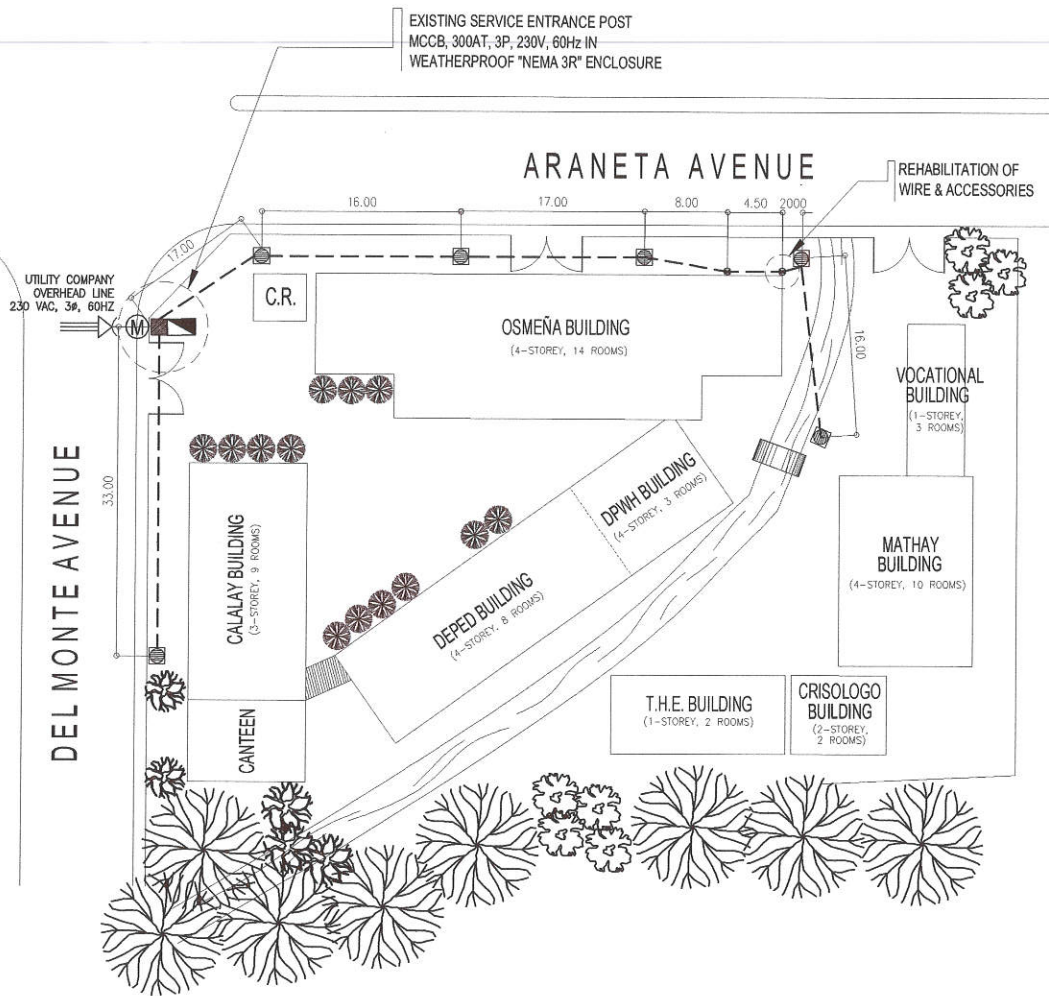 EXISTING SERVICE ENTRANCE POST
MCCB, 300AT, 3P, 230V, 60Hz IN
WEATHERPROOF "NEMA 3R" ENCLOSURE
ARANETA AVENUE
REHABILITATION OF
WIRE & ACCESSORIES
16.00
17.00
8.00
4.50
2000
17.00
UTILITY COMPANY
OVERHEAD LINE
230 VAC, 3ø, 60HZ
M
C.R.
OSMEÑA BUILDING
(4-STOREY, 14 ROOMS)
16.00
VOCATIONAL
BUILDING
(1-STOREY,
3 ROOMS)
DEL MONTE AVENUE
33.00
CALALAY BUILDING
(3-STOREY, 9 ROOMS)
DPWH BUILDING
(4-STOREY, 3 ROOMS)
DEPED BUILDING
(4-STOREY, 8 ROOMS)
MATHAY
BUILDING
(4-STOREY, 10 ROOMS)
CANTEEN
T.H.E. BUILDING
(1-STOREY, 2 ROOMS)
CRISOLOGO
BUILDING
(2-STOREY,
2 ROOMS)